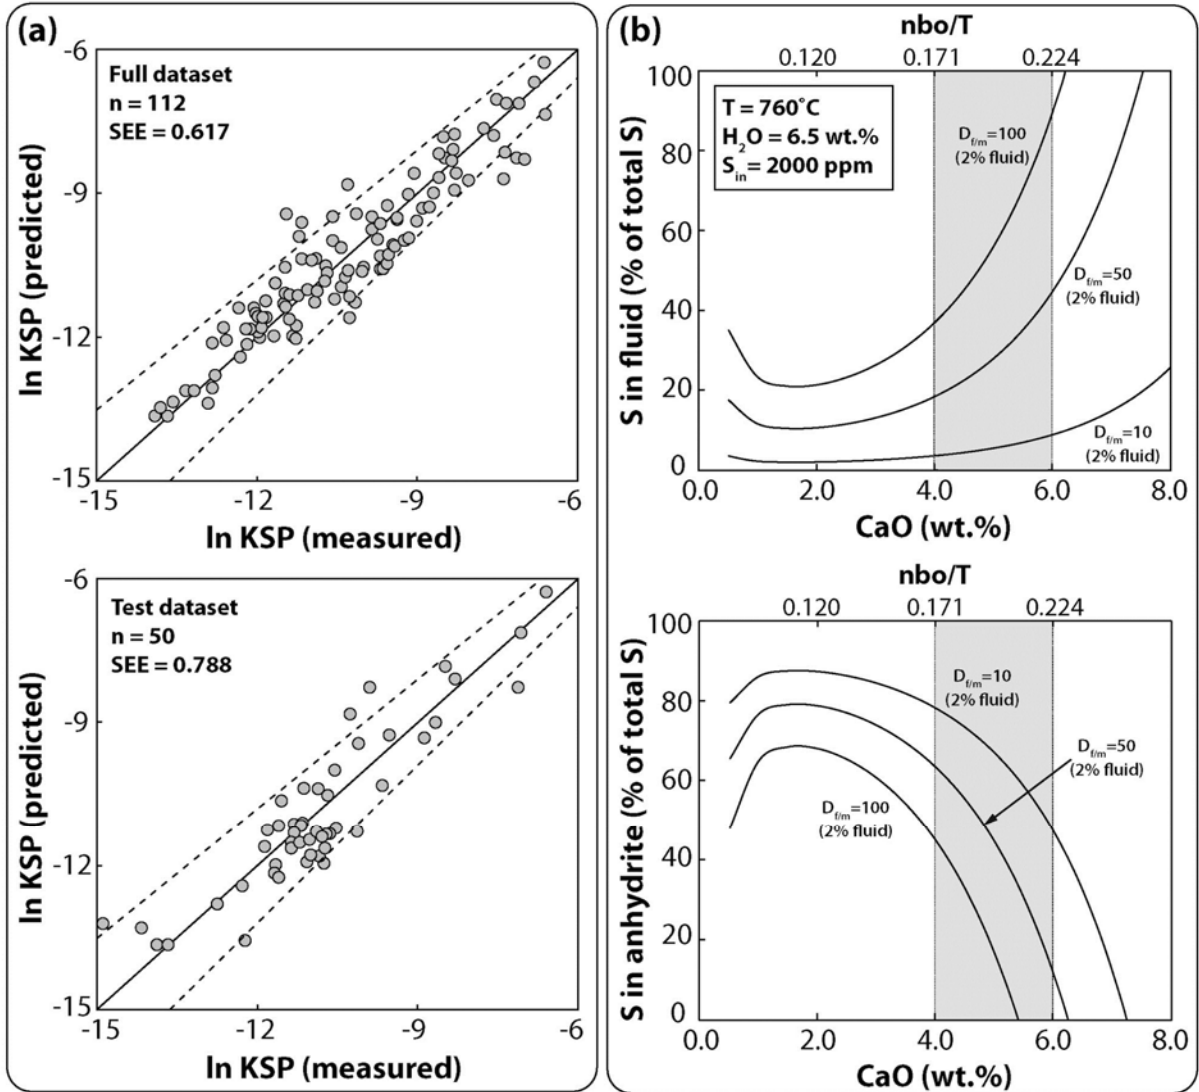 (a)
-6
-9
-12
-15
ln KSP (predicted)
Full dataset
n = 112
SEE = 0.617
-15
-12
-9
-6
ln KSP (measured)
-6
-9
-12
-15
ln KSP (predicted)
Test dataset
n = 50
SEE = 0.788
-15
-12
-9
-6
ln KSP (measured)
(b)
nbo/T
0.120
0.171
0.224
100
80
60
40
20
0
S in fluid (% of total S)
T = 760˚C
H₂O = 6.5 wt.%
Sᵢₙ= 2000 ppm
D_f/m=100
(2% fluid)
D_f/m=50
(2% fluid)
D_f/m=10
(2% fluid)
0.0
2.0
4.0
6.0
8.0
CaO (wt.%)
nbo/T
0.120
0.171
0.224
100
80
60
40
20
0
S in anhydrite (% of total S)
D_f/m=10
(2% fluid)
D_f/m=50
(2% fluid)
D_f/m=100
(2% fluid)
0.0
2.0
4.0
6.0
8.0
CaO (wt.%)